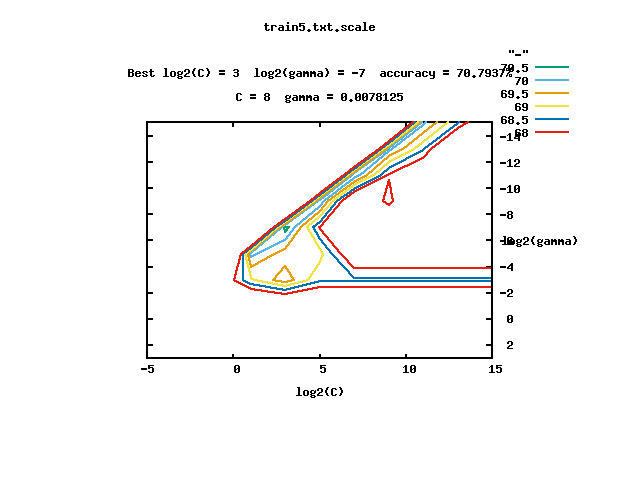 train5.txt.scale
"-"
Best log2(C) = 3  log2(gamma) = -7  accuracy = 70.7937%
70.5
70
C = 8  gamma = 0.0078125
69.5
69
68.5
68
-14
-12
-10
-8
-6
log2(gamma)
-4
-2
0
2
-5 0 5 10 15
log2(C)